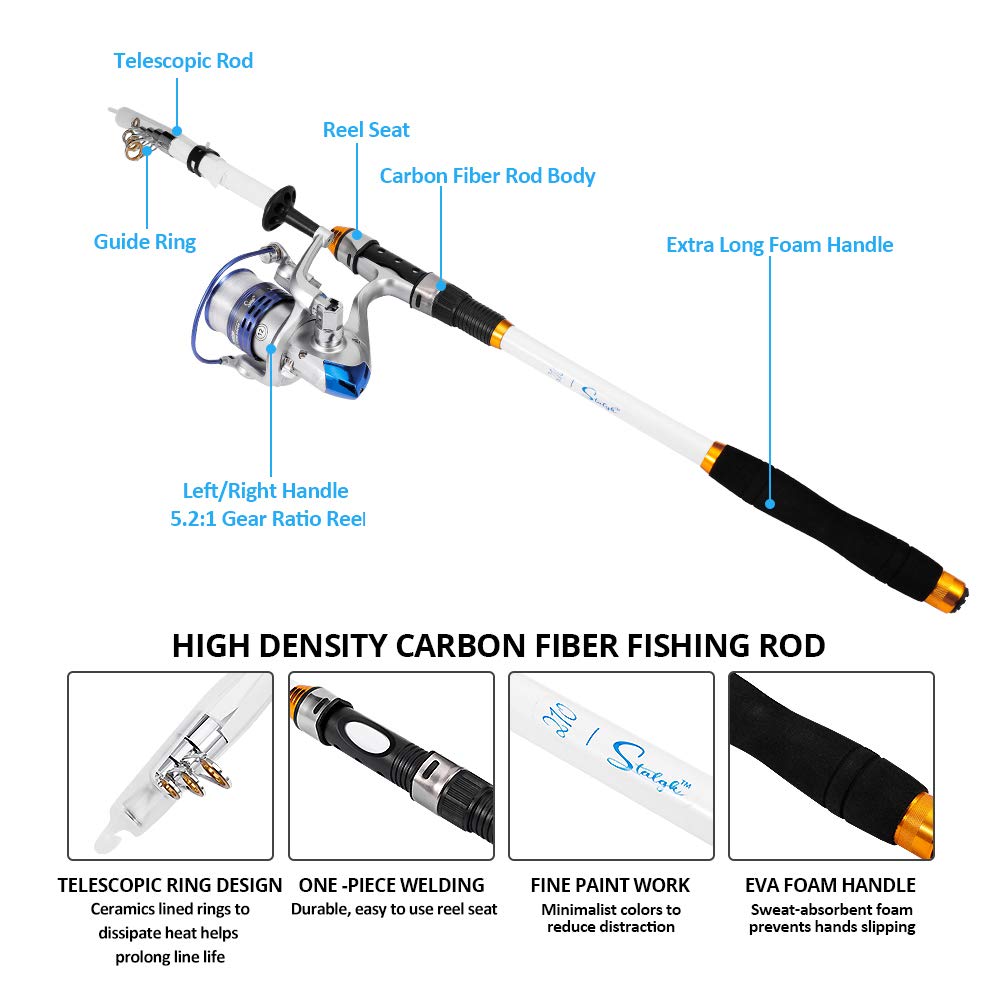 Telescopic Rod
Reel Seat
Carbon Fiber Rod Body
Guide Ring
Extra Long Foam Handle
Stalgk™
Left/Right Handle
5.2:1 Gear Ratio Reel
HIGH DENSITY CARBON FIBER FISHING ROD
210 | Stalgk™
TELESCOPIC RING DESIGN
Ceramics lined rings to
dissipate heat helps
prolong line life
ONE -PIECE WELDING
Durable, easy to use reel seat
FINE PAINT WORK
Minimalist colors to
reduce distraction
EVA FOAM HANDLE
Sweat-absorbent foam
prevents hands slipping